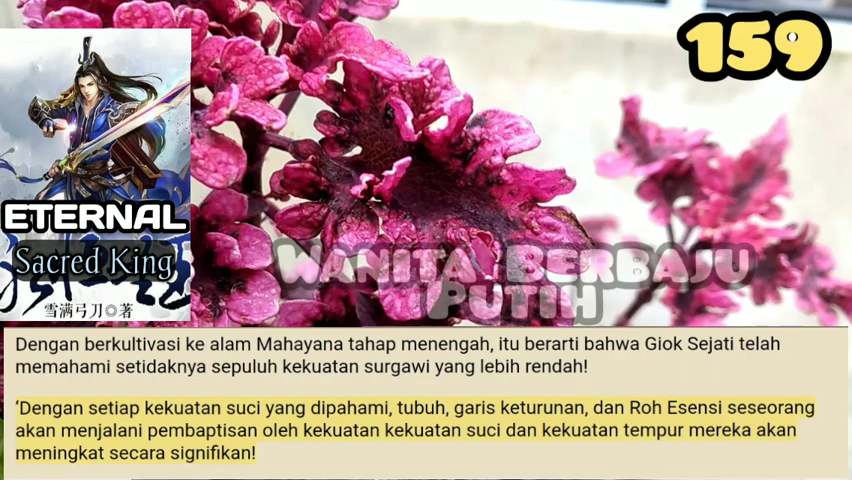 159
ETERNAL
Sacred King
雪满弓刀◎著
Wanita Berbaju
Putih
Dengan berkultivasi ke alam Mahayana tahap menengah, itu berarti bahwa Giok Sejati telah
memahami setidaknya sepuluh kekuatan surgawi yang lebih rendah!
‘Dengan setiap kekuatan suci yang dipahami, tubuh, garis keturunan, dan Roh Esensi seseorang
akan menjalani pembaptisan oleh kekuatan kekuatan suci dan kekuatan tempur mereka akan
meningkat secara signifikan!